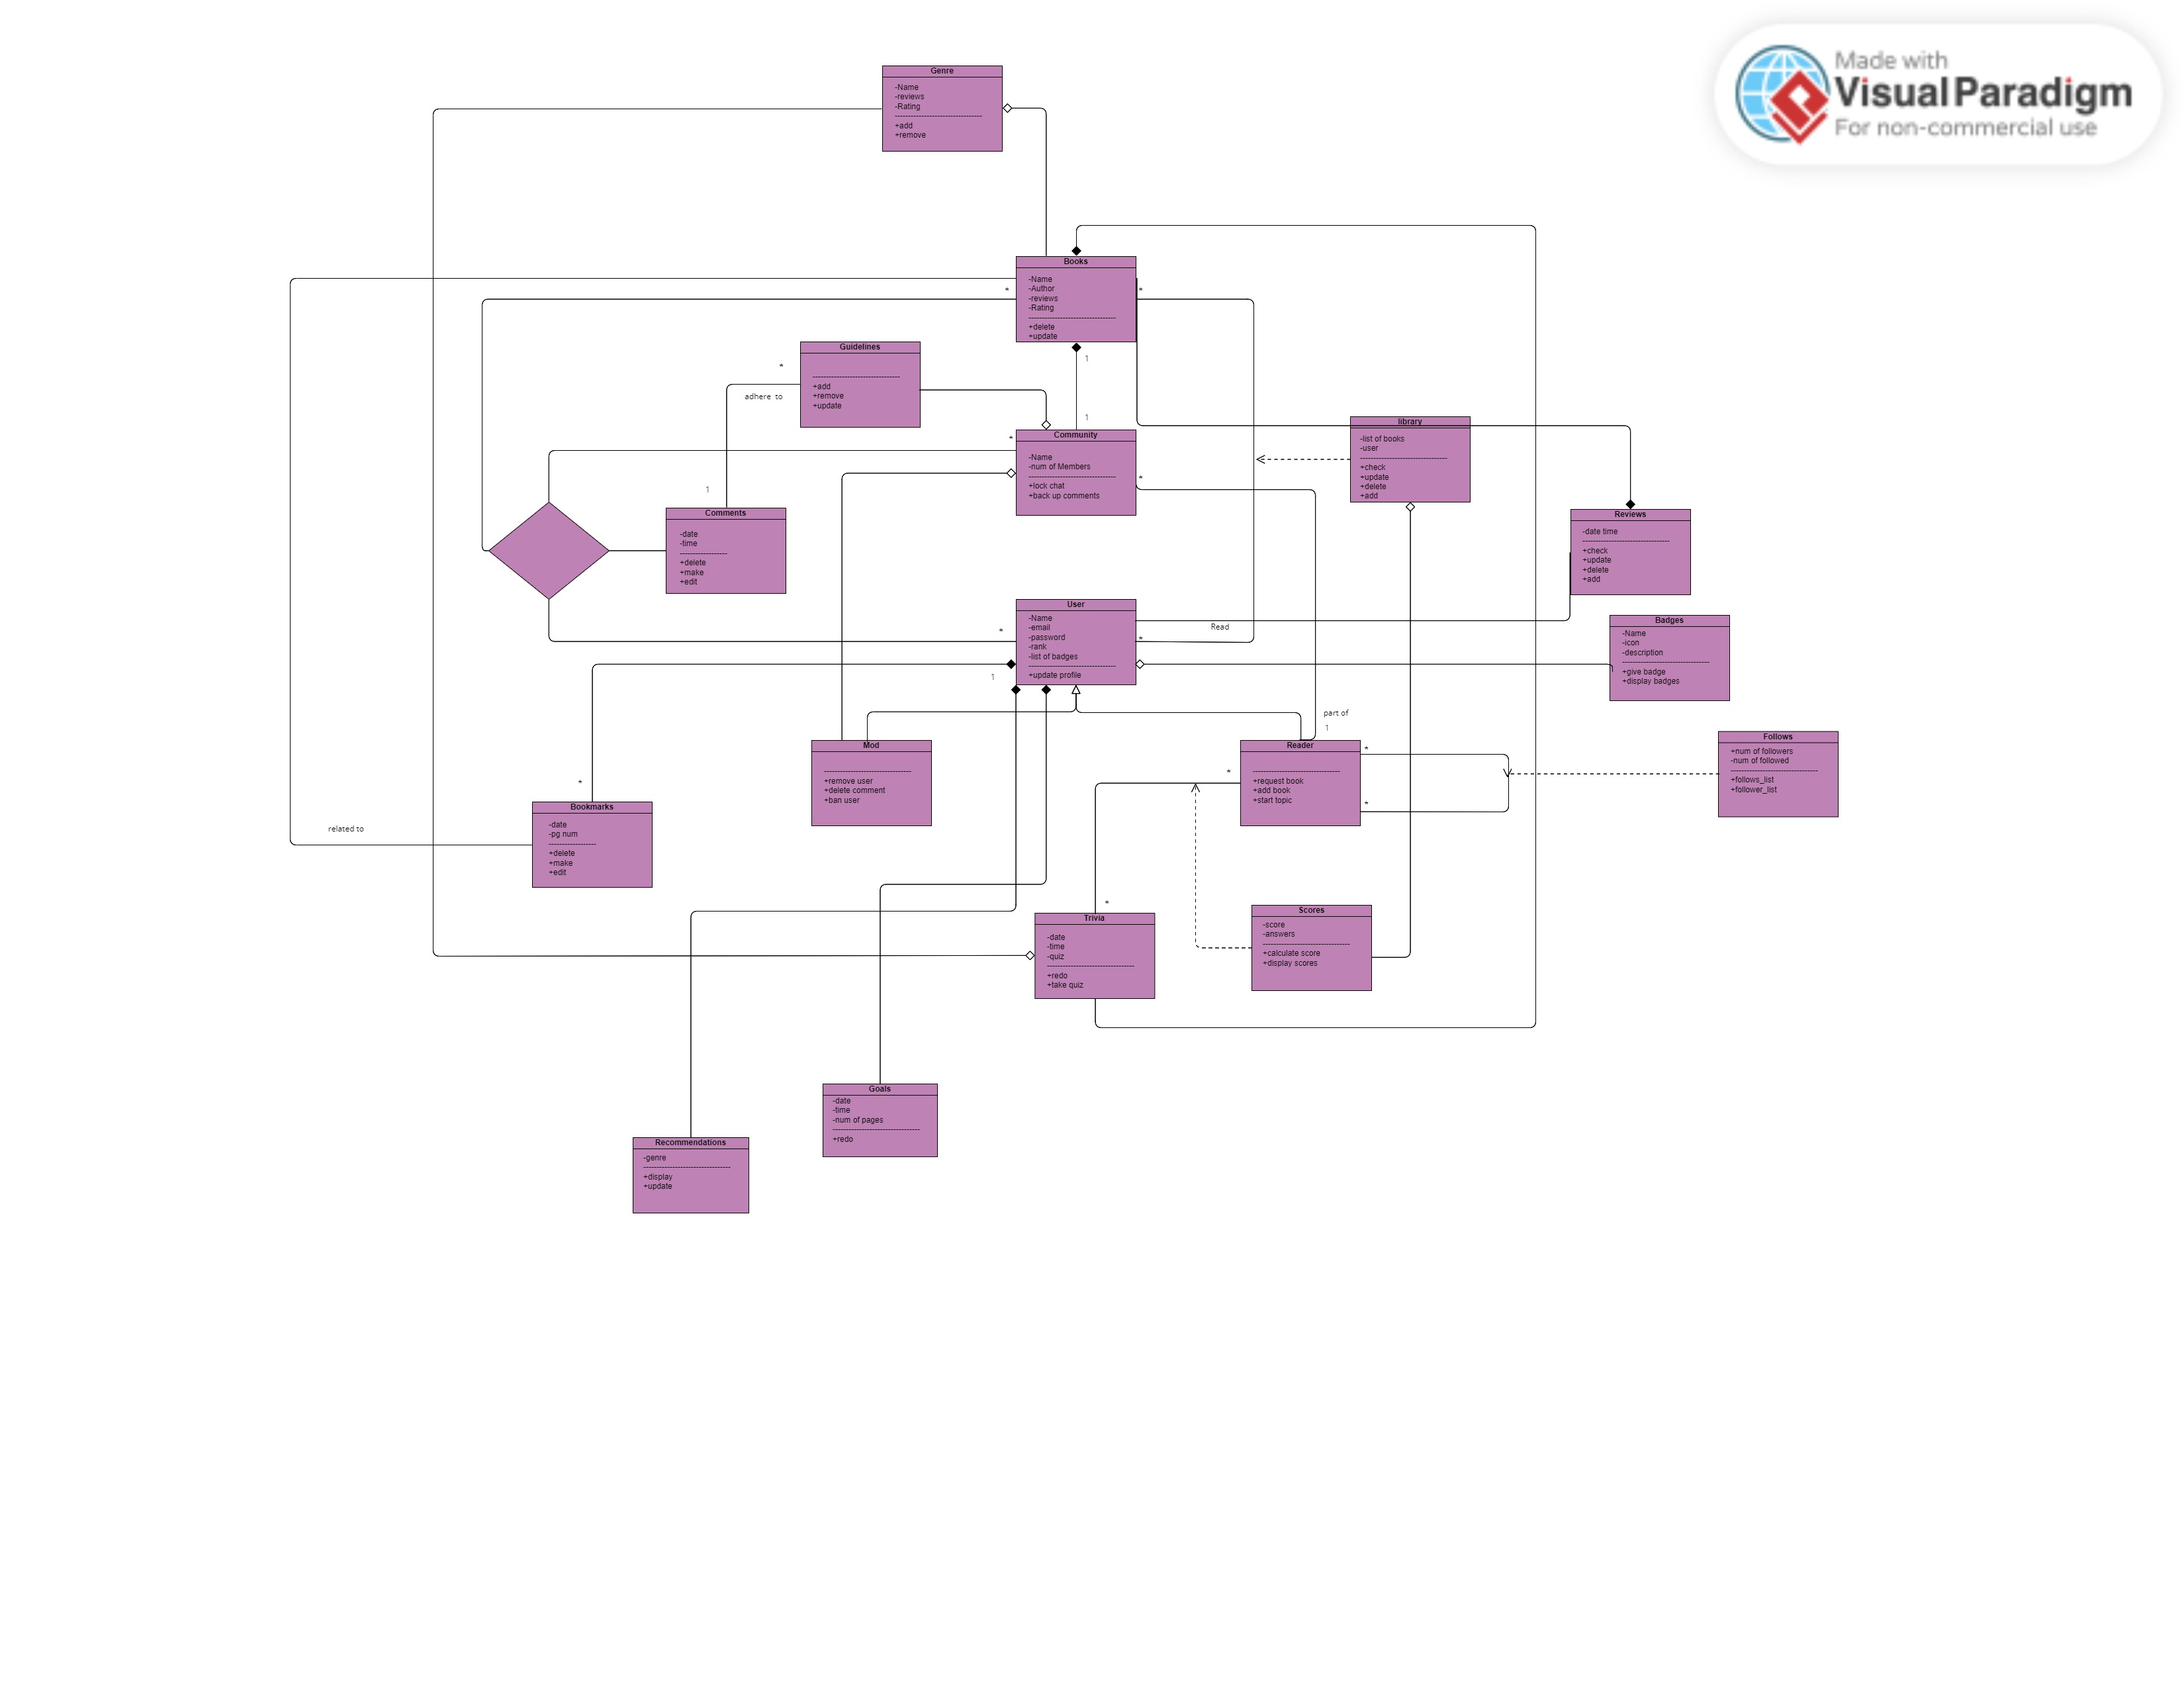 Made with
Visual Paradigm
For non-commercial use
Genre
-Name
-reviews
-Rating
+add
+remove
Books
-Name
-Author
-reviews
-Rating
+delete
+update
*
*
1
1
Guidelines
+add
+remove
+update
*
adhere to
1
Community
-Name
-num of Members
+lock chat
+back up comments
*
*
library
-list of books
-user
+check
+update
+delete
+add
Comments
-date
-time
+delete
+make
+edit
Reviews
-date time
+check
+update
+delete
+add
User
-Name
-email
-password
-rank
-list of badges
+update profile
*
*
1
Read
Badges
-Name
-icon
-description
+give badge
+display badges
part of
1
Mod
+remove user
+delete comment
+ban user
Reader
+request book
+add book
+start topic
*
*
*
Follows
+num of followers
-num of followed
+follows_list
+follower_list
*
Bookmarks
-date
-pg num
+delete
+make
+edit
related to
*
Trivia
-date
-time
-quiz
+redo
+take quiz
Scores
-score
-answers
+calculate score
+display scores
Goals
-date
-time
-num of pages
+redo
Recommendations
-genre
+display
+update